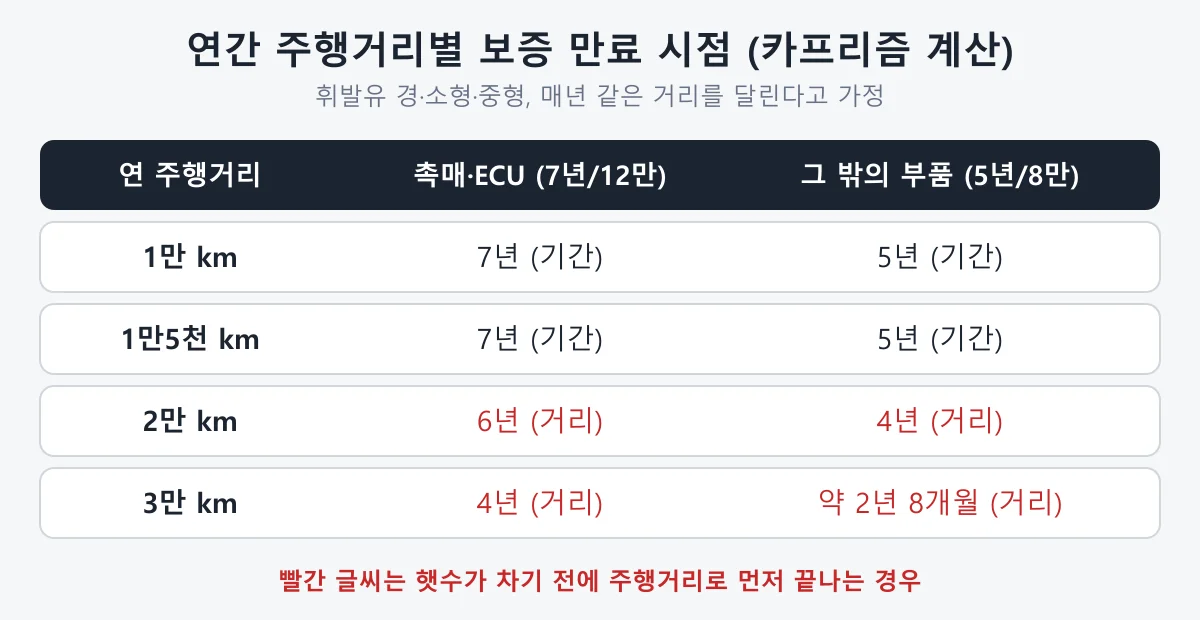 연간 주행거리별 보증 만료 시점 (카프리즘 계산)
휘발유 경·소형·중형, 매년 같은 거리를 달린다고 가정
연 주행거리 촉매·ECU (7년/12만) 그 밖의 부품 (5년/8만)
1만 km 7년 (기간) 5년 (기간)
1만5천 km 7년 (기간) 5년 (기간)
2만 km 6년 (거리) 4년 (거리)
3만 km 4년 (거리) 약 2년 8개월 (거리)
빨간 글씨는 햇수가 차기 전에 주행거리로 먼저 끝나는 경우